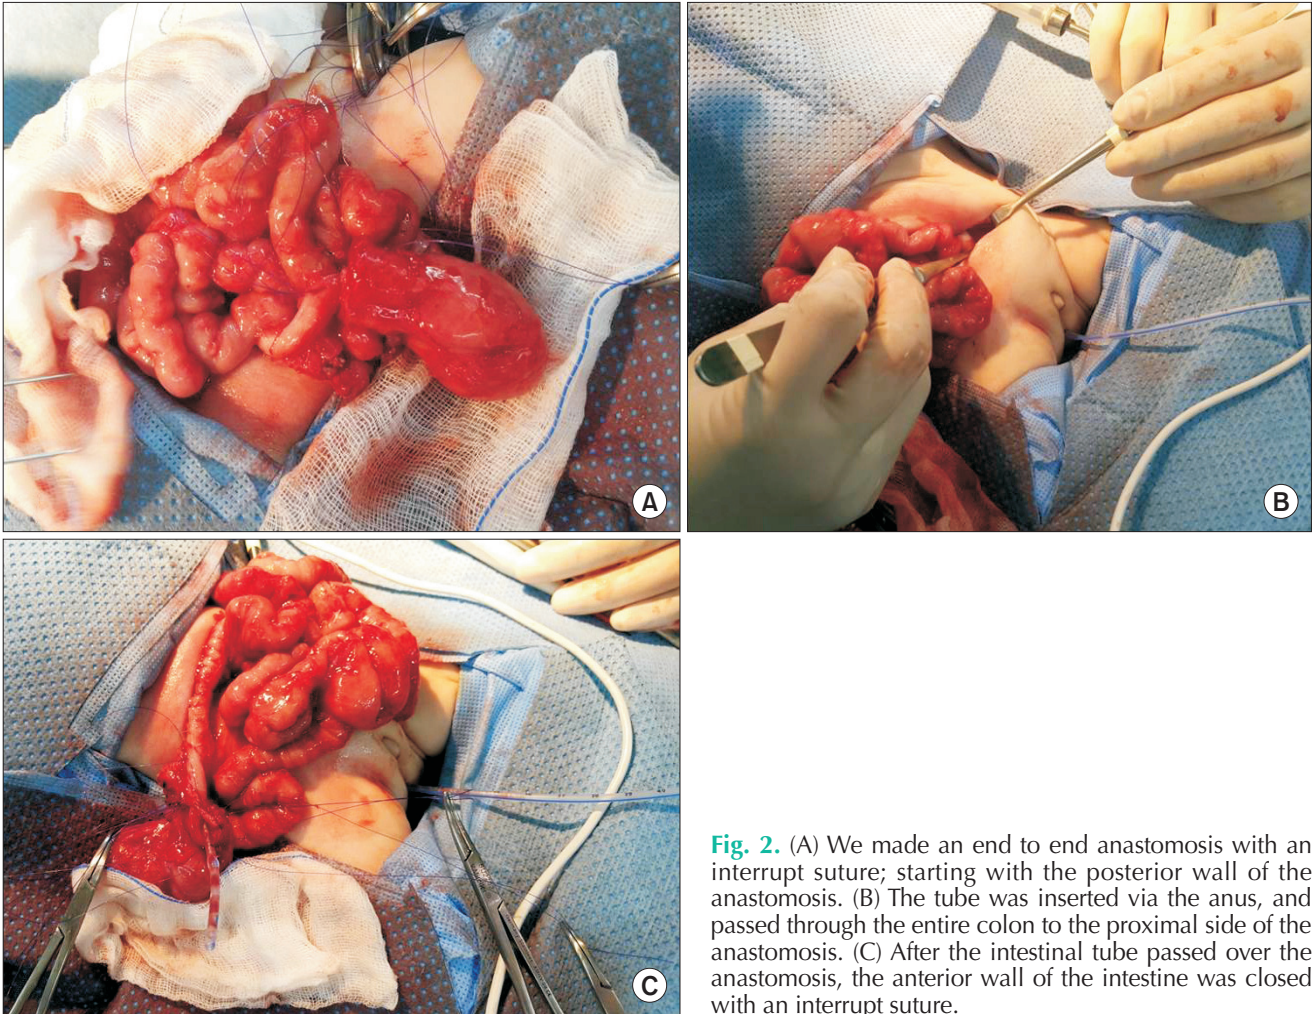 A
B
C
Fig. 2. (A) We made an end to end anastomosis with an
interrupt suture; starting with the posterior wall of the
anastomosis. (B) The tube was inserted via the anus, and
passed through the entire colon to the proximal side of the
anastomosis. (C) After the intestinal tube passed over the
anastomosis, the anterior wall of the intestine was closed
with an interrupt suture.